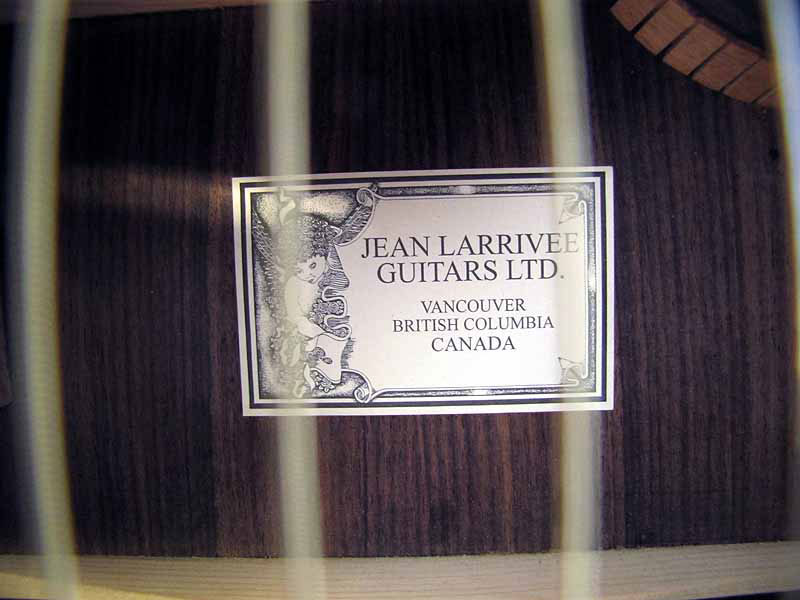 JEAN LARRIVEE
GUITARS LTD.
VANCOUVER
BRITISH COLUMBIA
CANADA